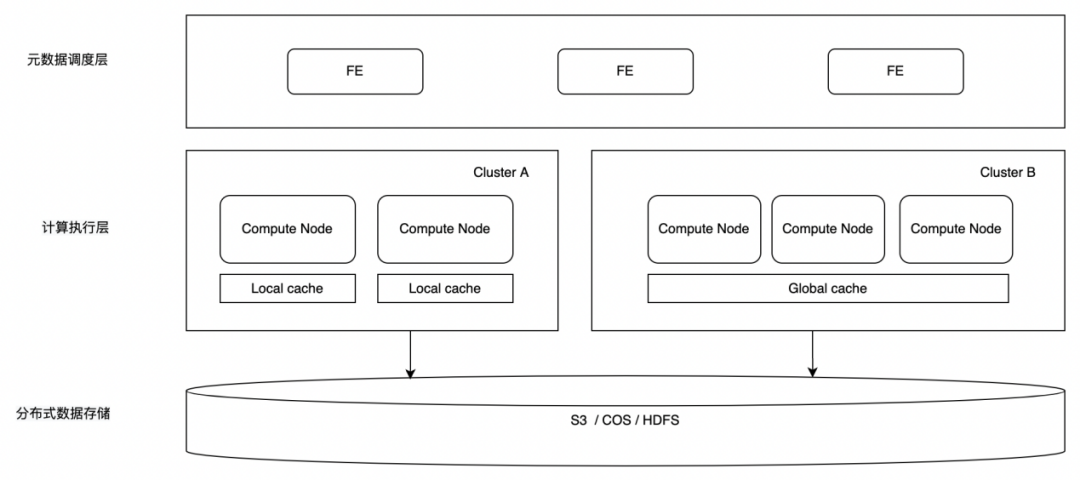 元数据调度层
FE
FE
FE
Cluster A
Cluster B
计算执行层
Compute Node
Compute Node
Compute Node
Compute Node
Compute Node
Local cache
Local cache
Global cache
分布式数据存储
S3 / COS / HDFS